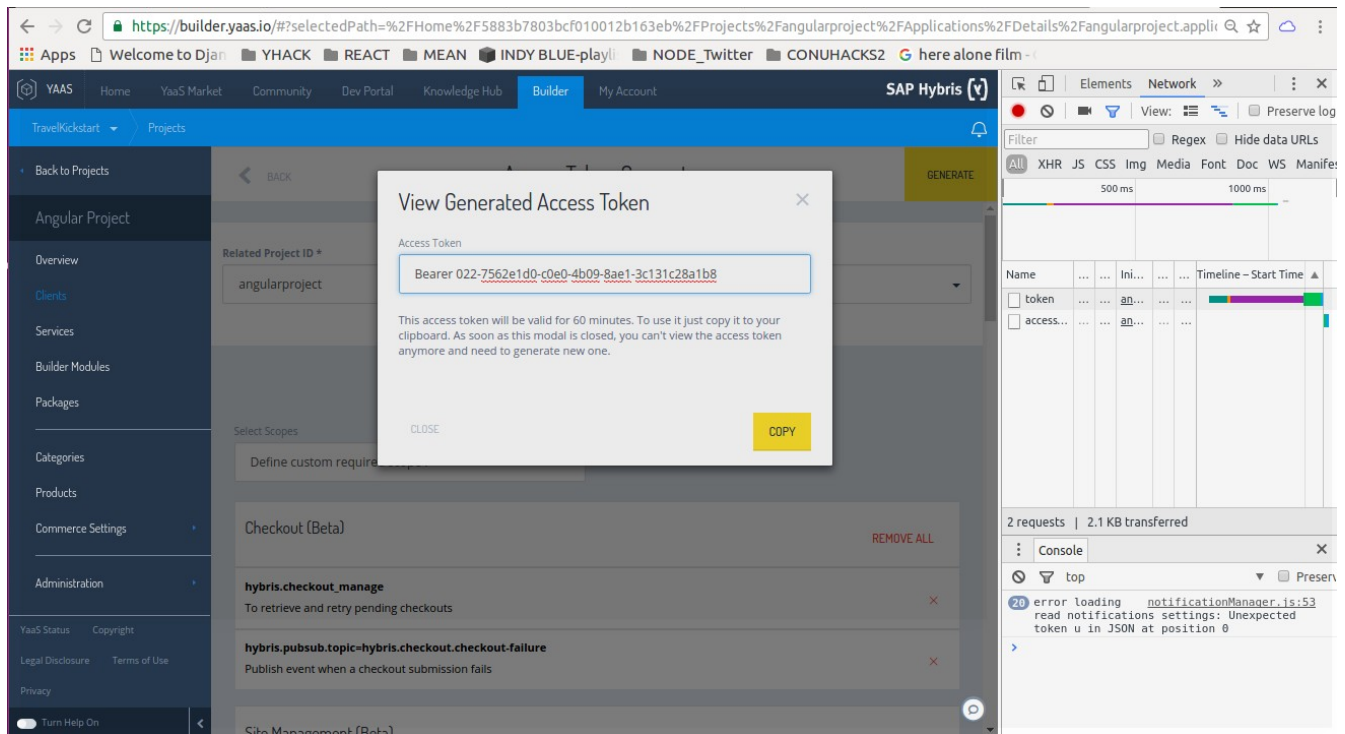 https://builder.yaas.io/#?selectedPath=%2FHome%2F5883b7803bcf010012b163eb%2FProjects%2Fangularproject%2FApplications%2FDetails%2Fangularproject.applic
Apps Welcome to Djan YHACK REACT MEAN INDY BLUE-playli NODE_Twitter CONUHACKS2 here alone film -
YAAS Home YaaS Market Community Dev Portal Knowledge Hub Builder My Account SAP Hybris (y)
TravelKickstart Projects
Back to Projects
Angular Project
Overview
Clients
Services
Builder Modules
Packages
Categories
Products
Commerce Settings
Administration
YaaS Status Copyright
Legal Disclosure Terms of Use
Privacy
Turn Help On
BACK
GENERATE
Related Project ID *
angularproject
Select Scopes
Define custom require
Checkout (Beta)
REMOVE ALL
hybris.checkout_manage
To retrieve and retry pending checkouts
hybris.pubsub.topic=hybris.checkout.checkout-failure
Publish event when a checkout submission fails
Site Management (Beta)
View Generated Access Token
Access Token
Bearer 022-7562e1d0-c0e0-4b09-8ae1-3c131c28a1b8
This access token will be valid for 60 minutes. To use it just copy it to your
clipboard. As soon as this modal is closed, you can't view the access token
anymore and need to generate new one.
CLOSE
COPY
Elements Network »
View: Preserve log
Filter Regex Hide data URLs
All XHR JS CSS Img Media Font Doc WS Manifes
500 ms 1000 ms
Name ... ... Ini... ... ... Timeline – Start Time
token ... ... an... ... ...
access... ... ... an... ... ...
2 requests | 2.1 KB transferred
Console
top Preserv
20 error loading notificationManager.js:53
read notifications settings: Unexpected
token u in JSON at position 0